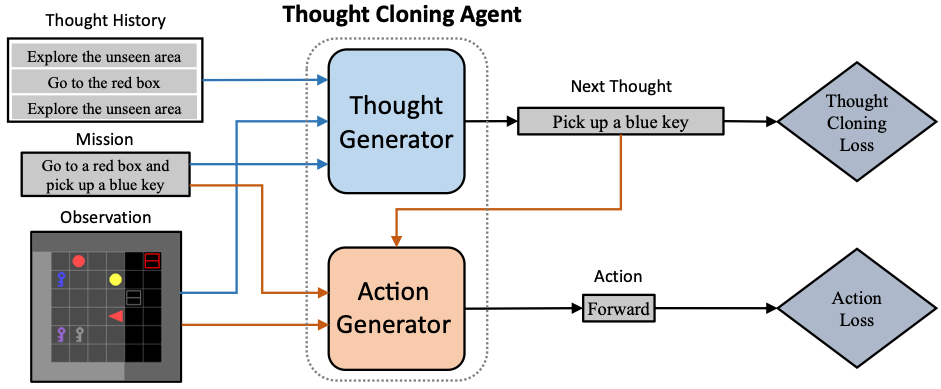 Thought Cloning Agent
Thought History
Explore the unseen area
Go to the red box
Explore the unseen area
Mission
Go to a red box and
pick up a blue key
Observation
Thought
Generator
Next Thought
Pick up a blue key
Thought
Cloning
Loss
Action
Generator
Action
Forward
Action
Loss